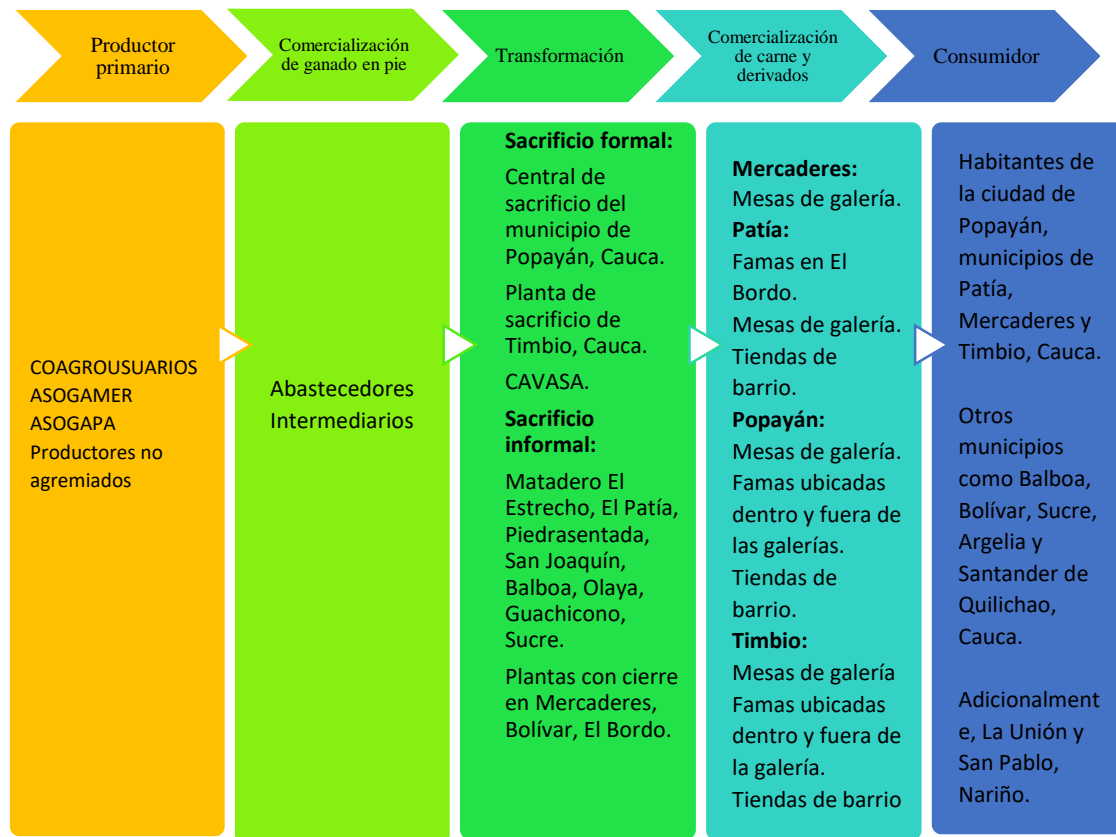 Productor
primario
Comercialización
de ganado en pie
Transformación
Comercialización
de carne y
derivados
Consumidor
COAGROUSUARIOS
ASOGAMER
ASOGAPA
Productores no
agremiados
Abastecedores
Intermediarios
Sacrificio formal:
Central de
sacrificio del
municipio de
Popayán, Cauca.
Planta de
sacrificio de
Timbio, Cauca.
CAVASA.
Sacrificio
informal:
Matadero El
Estrecho, El Patía,
Piedrasentada,
San Joaquín,
Balboa, Olaya,
Guachicono,
Sucre.
Plantas con cierre
en Mercaderes,
Bolívar, El Bordo.
Mercaderes:
Mesas de galería.
Patía:
Famas en El
Bordo.
Mesas de galería.
Tiendas de
barrio.
Popayán:
Mesas de galería.
Famas ubicadas
dentro y fuera de
las galerías.
Tiendas de
barrio.
Timbio:
Mesas de galería
Famas ubicadas
dentro y fuera de
la galería.
Tiendas de barrio
Habitantes de
la ciudad de
Popayán,
municipios de
Patía,
Mercaderes y
Timbio, Cauca.
Otros
municipios
como Balboa,
Bolívar, Sucre,
Argelia y
Santander de
Quilichao,
Cauca.
Adicionalment
e, La Unión y
San Pablo,
Nariño.